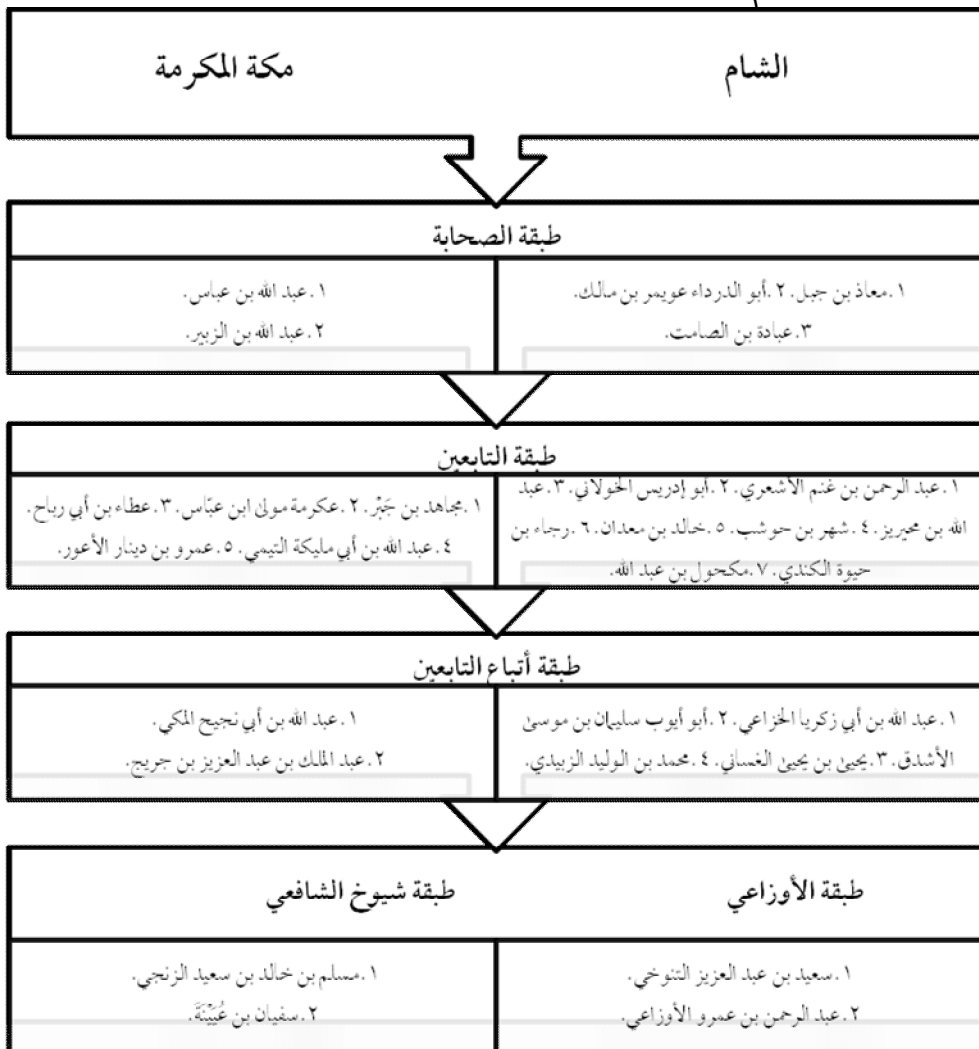 الشام
مكة المكرمة
طبقة الصحابة
١.معاذ بن جبل. ٢.أبو الدرداء عويمر بن مالك.
٣.عبادة بن الصامت.
١.عبد الله بن عباس.
٢.عبد الله بن الزبير.
طبقة التابعين
١.عبد الرحمن بن غنم الأشعري. ٢.أبو إدريس الخولاني. ٣.عبد
الله بن محيريز. ٤.شهر بن حوشب. ٥.خالد بن معدان. ٦.رجاء بن
حيوة الكندي. ٧.مكحول بن عبد الله.
١.مجاهد بن جَبْر. ٢.عكرمة مولى ابن عبّاس. ٣.عطاء بن أبي رباح.
٤.عبد الله بن أبي مليكة التيمي. ٥.عمرو بن دينار الأعور.
طبقة أتباع التابعين
١.عبد الله بن أبي زكريا الخزاعي. ٢.أبو أيوب سليمان بن موسىٰ
الأشدق. ٣.يحيىٰ بن يحيىٰ الغساني. ٤.محمد بن الوليد الزبيدي.
١.عبد الله بن أبي نجيح المكي.
٢.عبد الملك بن عبد العزيز بن جريج.
طبقة الأوزاعي
طبقة شيوخ الشافعي
١.سعيد بن عبد العزيز التنوخي.
٢.عبد الرحمن بن عمرو الأوزاعي.
١.مسلم بن خالد بن سعيد الزنجي.
٢.سفيان بن عُيَيْنَةَ.